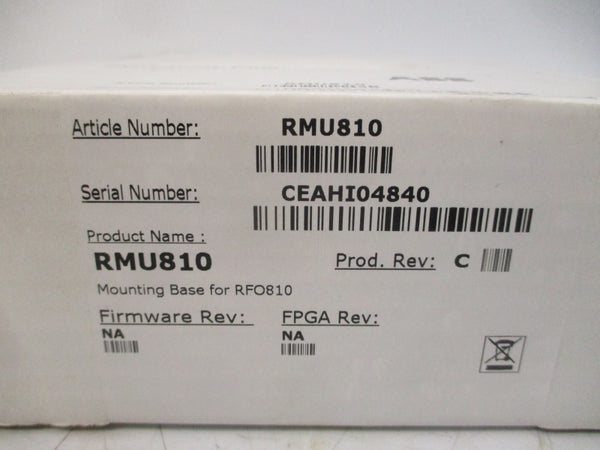 ABB
Article Number: RMU810
Serial Number: CEAHI04840
Product Name :
RMU810 Prod. Rev: C
Mounting Base for RFO810
Firmware Rev: FPGA Rev:
NA NA